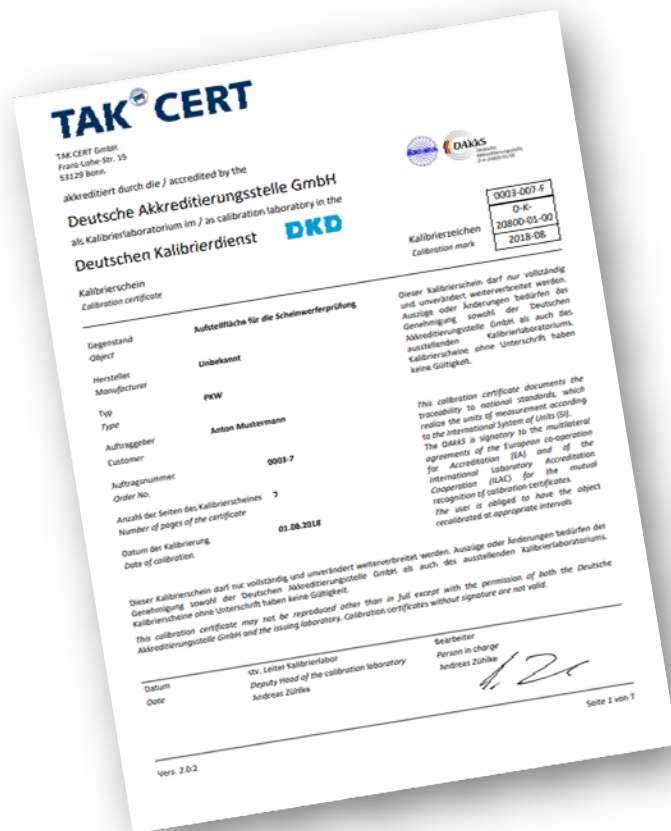 TAK® CERT
TAK CERT GmbH
Franz-Lohe-Str. 19
53129 Bonn
akkreditiert durch die / accredited by the
Deutsche Akkreditierungsstelle GmbH
als Kalibrierlaboratorium im / as calibration laboratory in the
Deutschen Kalibrierdienst DKD
DAkkS
Deutsche
Akkreditierungsstelle
Kalibrierschein
Calibration certificate
Kalibrierzeichen
Calibration mark
0003-007-F
D-K-
20800-01-00
2018-08
Gegenstand
Object
Aufstellfläche für die Scheinwerferprüfung
Hersteller
Manufacturer
Unbekannt
Typ
Type
PKW
Auftraggeber
Customer
Anton Mustermann
Auftragsnummer
Order No.
0003-7
Anzahl der Seiten des Kalibrierscheines
Number of pages of the certificate
Datum der Kalibrierung
Date of calibration
01.08.2018
Dieser Kalibrierschein darf nur vollständig
und unverändert weiterverbreitet werden.
Auszüge oder Änderungen bedürfen der
Genehmigung sowohl der Deutschen
Akkreditierungsstelle GmbH als auch des
ausstellenden Kalibrierlaboratoriums.
Kalibrierscheine ohne Unterschrift haben
keine Gültigkeit.
This calibration certificate documents the
traceability to national standards, which
realize the units of measurement according
to the International System of Units (SI).
The DAkkS is signatory to the multilateral
agreements of the European co-operation
for Accreditation (EA) and of the
International Laboratory Accreditation
Cooperation (ILAC) for the mutual
recognition of calibration certificates.
The user is obliged to have the object
recalibrated at appropriate intervals
Dieser Kalibrierschein darf nur vollständig und unverändert weiterverbreitet werden. Auszüge oder Änderungen bedürfen der
Genehmigung sowohl der Deutschen Akkreditierungsstelle GmbH als auch des ausstellenden Kalibrierlaboratoriums.
Kalibrierscheine ohne Unterschrift haben keine Gültigkeit.
This calibration certificate may not be reproduced other than in full except with the permission of both the Deutsche
Akkreditierungsstelle GmbH and the issuing laboratory. Calibration certificates without signature are not valid.
Datum
Date
stv. Leiter Kalibrierlabor
Deputy Head of the calibration laboratory
Andreas Zühlke
Bearbeiter
Person in charge
Andreas Zühlke
Seite 1 von
Vers. 2.0.2